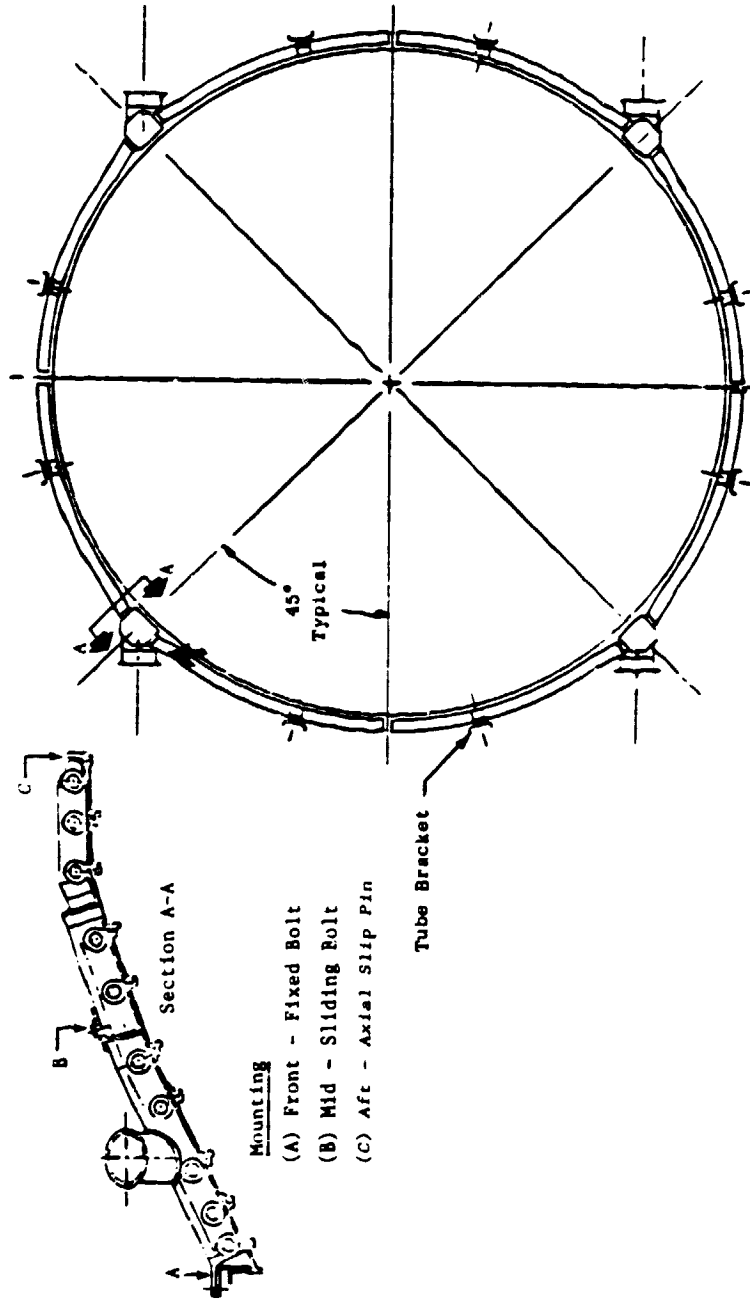 C
B
A
Section A-A
Mounting
(A) Front - Fixed Bolt
(B) Mid - Sliding Bolt
(C) Aft - Axial Slip Pin
A
A
45°
Typical
Tube Bracket